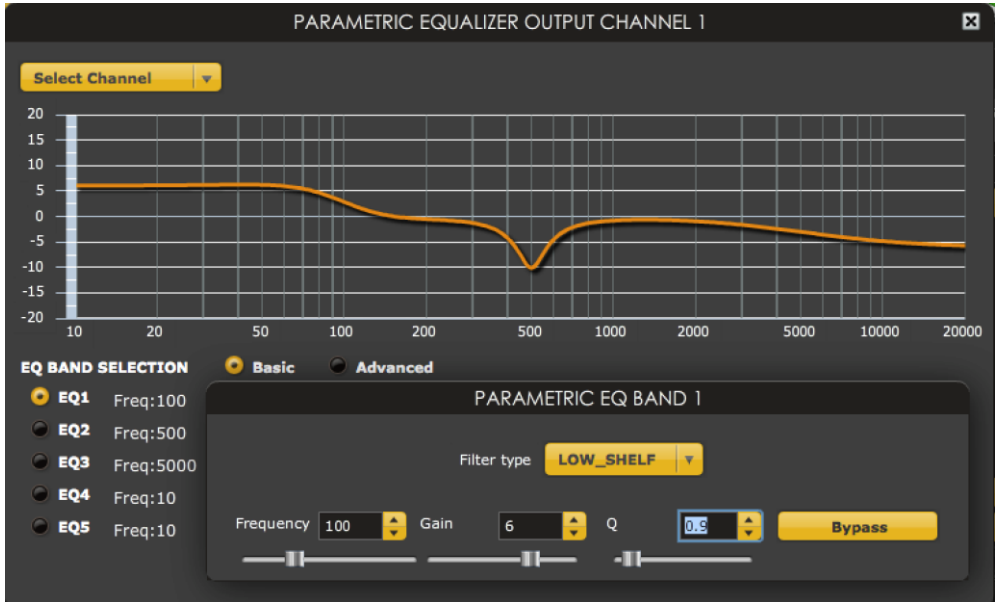 PARAMETRIC EQUALIZER OUTPUT CHANNEL 1
Select Channel
20
15
10
5
0
-5
-10
-15
-20
10 20 50 100 200 500 1000 2000 5000 10000 20000
EQ BAND SELECTION Basic Advanced
EQ1 Freq:100
EQ2 Freq:500
EQ3 Freq:5000
EQ4 Freq:10
EQ5 Freq:10
PARAMETRIC EQ BAND 1
Filter type LOW_SHELF
Frequency 100 Gain 6 Q 0.9 Bypass